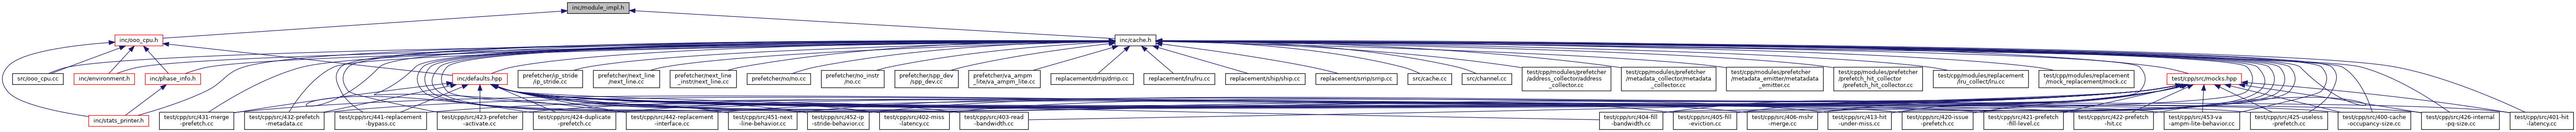 inc/module_impl.h
inc/ooo_cpu.h
inc/cache.h
src/ooo_cpu.cc
inc/environment.h
inc/phase_info.h
inc/defaults.hpp
prefetcher/ip_stride
/ip_stride.cc
prefetcher/next_line
/next_line.cc
prefetcher/next_line
_instr/next_line.cc
prefetcher/no/no.cc
prefetcher/no_instr
/no.cc
prefetcher/spp_dev
/spp_dev.cc
prefetcher/va_ampm
_lite/va_ampm_lite.cc
replacement/drrip/drrip.cc
replacement/lru/lru.cc
replacement/ship/ship.cc
replacement/srrip/srrip.cc
src/cache.cc
src/channel.cc
test/cpp/modules/prefetcher
/address_collector/address
_collector.cc
test/cpp/modules/prefetcher
/metadata_collector/metadata
_collector.cc
test/cpp/modules/prefetcher
/metadata_emitter/metatadata
_emitter.cc
test/cpp/modules/prefetcher
/prefetch_hit_collector
/prefetch_hit_collector.cc
test/cpp/modules/replacement
/lru_collect/lru.cc
test/cpp/modules/replacement
/mock_replacement/mock.cc
test/cpp/src/mocks.hpp
inc/stats_printer.h
test/cpp/src/431-merge
-prefetch.cc
test/cpp/src/432-prefetch
-metadata.cc
test/cpp/src/441-replacement
-bypass.cc
test/cpp/src/423-prefetcher
-activate.cc
test/cpp/src/424-duplicate
-prefetch.cc
test/cpp/src/442-replacement
-interface.cc
test/cpp/src/451-next
-line-behavior.cc
test/cpp/src/452-ip
-stride-behavior.cc
test/cpp/src/402-miss
-latency.cc
test/cpp/src/403-read
-bandwidth.cc
test/cpp/src/404-fill
-bandwidth.cc
test/cpp/src/405-fill
-eviction.cc
test/cpp/src/406-mshr
-merge.cc
test/cpp/src/413-hit
-under-miss.cc
test/cpp/src/420-issue
-prefetch.cc
test/cpp/src/421-prefetch
-fill-level.cc
test/cpp/src/422-prefetch
-hit.cc
test/cpp/src/453-va
-ampm-lite-behavior.cc
test/cpp/src/425-useless
-prefetch.cc
test/cpp/src/400-cache
-occupancy-size.cc
test/cpp/src/426-internal
-pq-size.cc
test/cpp/src/401-hit
-latency.cc